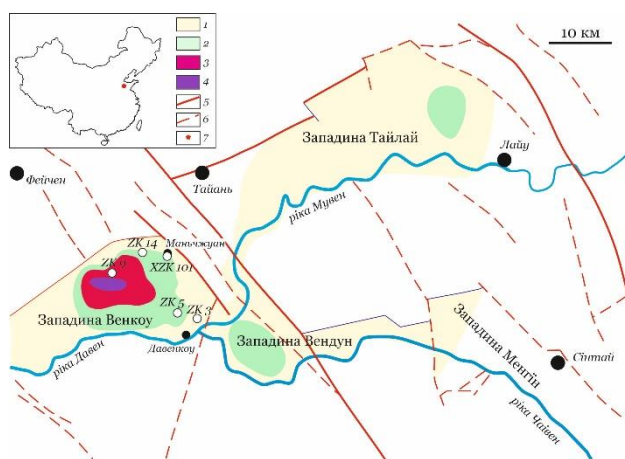 1
2
3
4
5
6
7
10 км
Западина Тайлай
Лайу
Фейчен
Тайань
ріка Мувен
ZK 14
Маньчжуан
XZK 101
ZK 9
ZK 5
ZK 3
Западина Венкоу
Давенкоу
ріка Давен
Западина Вендун
Западина Менгїн
Сінтай
ріка Чайвен